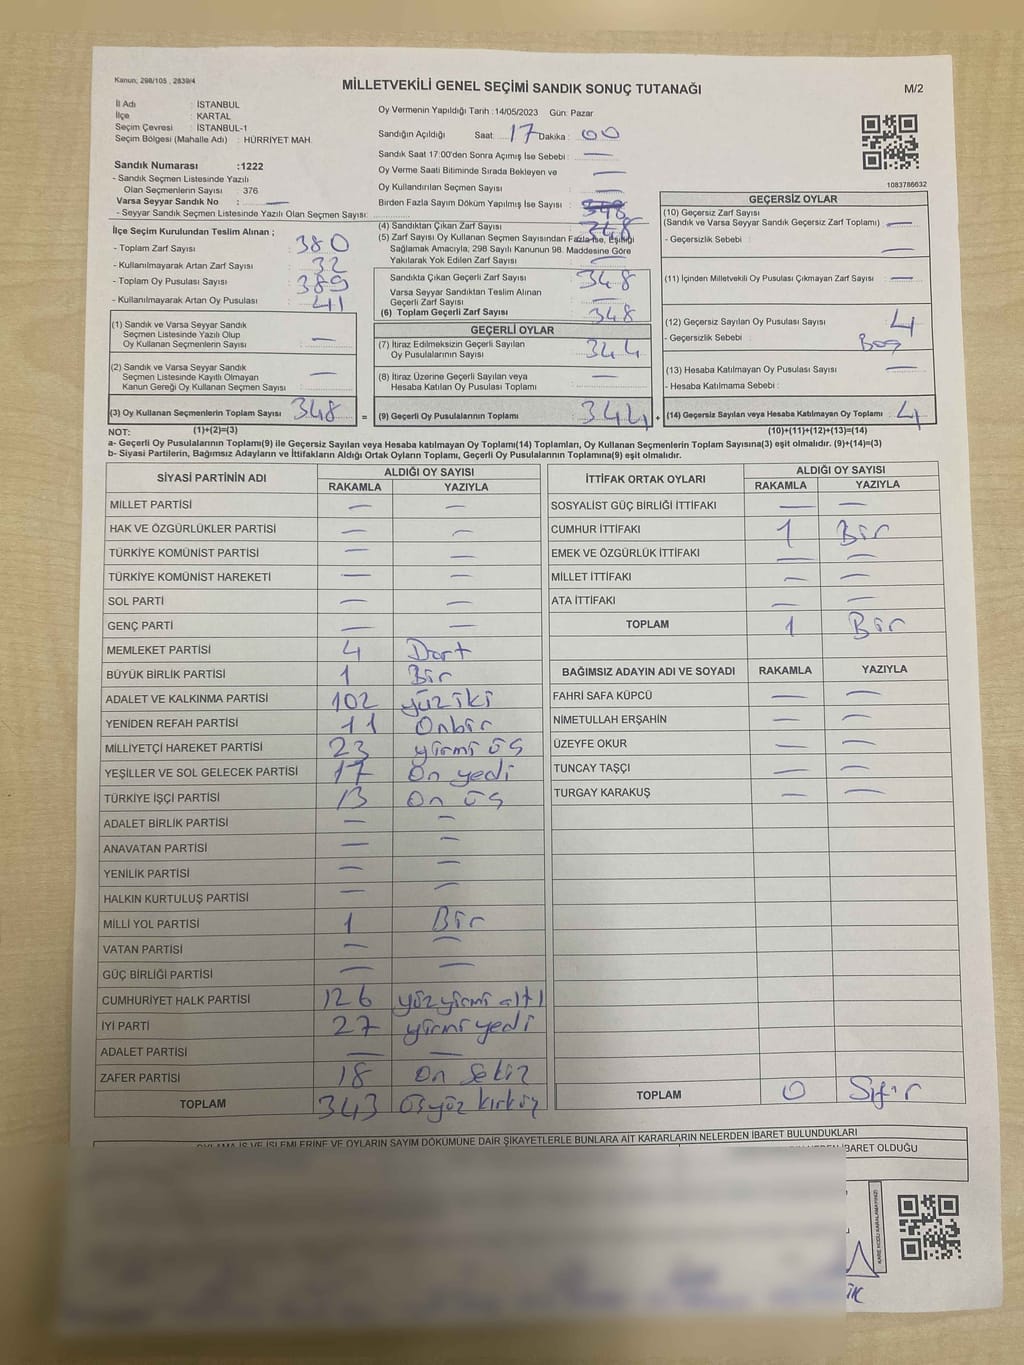 Kanun; 298/105 , 2839/4
MİLLETVEKİLİ GENEL SEÇİMİ SANDIK SONUÇ TUTANAĞI
M/2
İl Adı : İSTANBUL
İlçe : KARTAL
Seçim Çevresi : İSTANBUL-1
Seçim Bölgesi (Mahalle Adı) : HÜRRİYET MAH.
Sandık Numarası :1222
- Sandık Seçmen Listesinde Yazılı
Olan Seçmenlerin Sayısı : 376
Varsa Seyyar Sandık No : —
- Seyyar Sandık Seçmen Listesinde Yazılı Olan Seçmen Sayısı:
Oy Vermenin Yapıldığı Tarih :14/05/2023 Gün: Pazar
Sandığın Açıldığı Saat: 17 Dakika : 00
Sandık Saat 17:00'den Sonra Açımış İse Sebebi : —
Oy Verme Saati Bitiminde Sırada Bekleyen ve —
Oy Kullandırılan Seçmen Sayısı : —
Birden Fazla Sayım Döküm Yapılmış İse Sayısı :
1083786632
İlçe Seçim Kurulundan Teslim Alınan ;
- Toplam Zarf Sayısı : 380
- Kullanılmayarak Artan Zarf Sayısı : 32
- Toplam Oy Pusulası Sayısı : 389
- Kullanılmayarak Artan Oy Pusulası : 41
(1) Sandık ve Varsa Seyyar Sandık
Seçmen Listesinde Yazılı Olup
Oy Kullanan Seçmenlerin Sayısı : —
(2) Sandık ve Varsa Seyyar Sandık
Seçmen Listesinde Kayıtlı Olmayan
Kanun Gereği Oy Kullanan Seçmen Sayısı : —
(3) Oy Kullanan Seçmenlerin Toplam Sayısı 348 =
(1)+(2)=(3)
(4) Sandıktan Çıkan Zarf Sayısı : 348
(5) Zarf Sayısı Oy Kullanan Seçmen Sayısından Fazla ise, Eşitliği
Sağlamak Amacıyla, 298 Sayılı Kanunun 98. Maddesine Göre
Yakılarak Yok Edilen Zarf Sayısı : —
Sandıkta Çıkan Geçerli Zarf Sayısı : 348
Varsa Seyyar Sandıktan Teslim Alınan
Geçerli Zarf Sayısı : —
(6) Toplam Geçerli Zarf Sayısı : 348
GEÇERLİ OYLAR
(7) İtiraz Edilmeksizin Geçerli Sayılan
Oy Pusulalarının Sayısı : 344
(8) İtiraz Üzerine Geçerli Sayılan veya
Hesaba Katılan Oy Pusulası Toplamı : —
(9) Geçerli Oy Pusulalarının Toplamı : 344 +
GEÇERSİZ OYLAR
(10) Geçersiz Zarf Sayısı
(Sandık ve Varsa Seyyar Sandık Geçersiz Zarf Toplamı) : —
- Geçersizlik Sebebi : —
(11) İçinden Milletvekili Oy Pusulası Çıkmayan Zarf Sayısı : —
(12) Geçersiz Sayılan Oy Pusulası Sayısı : 4
- Geçersizlik Sebebi : Boş
(13) Hesaba Katılmayan Oy Pusulası Sayısı : —
- Hesaba Katılmama Sebebi :
(14) Geçersiz Sayılan veya Hesaba Katılmayan Oy Toplamı : 4
(10)+(11)+(12)+(13)=(14)
NOT:
a- Geçerli Oy Pusulalarının Toplamı(9) ile Geçersiz Sayılan veya Hesaba katılmayan Oy Toplamı(14) Toplamları, Oy Kullanan Seçmenlerin Toplam Sayısına(3) eşit olmalıdır. (9)+(14)=(3)
b- Siyasi Partilerin, Bağımsız Adayların ve İttifakların Aldığı Ortak Oyların Toplamı, Geçerli Oy Pusulalarının Toplamına(9) eşit olmalıdır.
SİYASİ PARTİNİN ADI ALDIĞI OY SAYISI
RAKAMLA YAZIYLA
MİLLET PARTİSİ — —
HAK VE ÖZGÜRLÜKLER PARTİSİ — —
TÜRKİYE KOMÜNİST PARTİSİ — —
TÜRKİYE KOMÜNİST HAREKETİ — —
SOL PARTİ — —
GENÇ PARTİ — —
MEMLEKET PARTİSİ 4 Dört
BÜYÜK BİRLİK PARTİSİ 1 Bir
ADALET VE KALKINMA PARTİSİ 102 yüz iki
YENİDEN REFAH PARTİSİ 11 Onbir
MİLLİYETÇİ HAREKET PARTİSİ 23 yirmi üç
YEŞİLLER VE SOL GELECEK PARTİSİ 17 On yedi
TÜRKİYE İŞÇİ PARTİSİ 13 On üç
ADALET BİRLİK PARTİSİ — —
ANAVATAN PARTİSİ — —
YENİLİK PARTİSİ — —
HALKIN KURTULUŞ PARTİSİ — —
MİLLİ YOL PARTİSİ 1 Bir
VATAN PARTİSİ — —
GÜÇ BİRLİĞİ PARTİSİ — —
CUMHURİYET HALK PARTİSİ 126 yüz yirmi altı
İYİ PARTİ 27 yirmi yedi
ADALET PARTİSİ — —
ZAFER PARTİSİ 18 On Sekiz
TOPLAM 343 üçyüz kırküç
İTTİFAK ORTAK OYLARI ALDIĞI OY SAYISI
RAKAMLA YAZIYLA
SOSYALİST GÜÇ BİRLİĞİ İTTİFAKI — —
CUMHUR İTTİFAKI 1 Bir
EMEK VE ÖZGÜRLÜK İTTİFAKI — —
MİLLET İTTİFAKI — —
ATA İTTİFAKI — —
TOPLAM 1 Bir
BAĞIMSIZ ADAYIN ADI VE SOYADI RAKAMLA YAZIYLA
FAHRİ SAFA KÜPCÜ — —
NİMETULLAH ERŞAHİN — —
ÜZEYFE OKUR — —
TUNCAY TAŞÇI — —
TURGAY KARAKUŞ — —
TOPLAM 0 Sıfır
İŞ VE İŞLEMLERİNE VE OYLARIN SAYIM DÖKÜMÜNE DAİR ŞİKAYETLERLE BUNLARA AİT KARARLARIN NELERDEN İBARET BULUNDUKLARI
İBARET OLDUĞU
KARE KODU KARALAMAYINIZ!